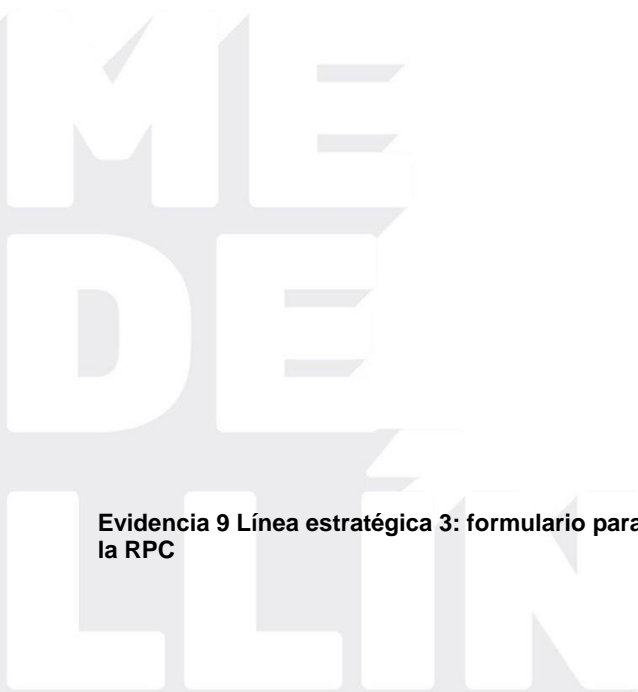 ME
DE
LLÍN
Evidencia 9 Línea estratégica 3: formulario para
la RPC